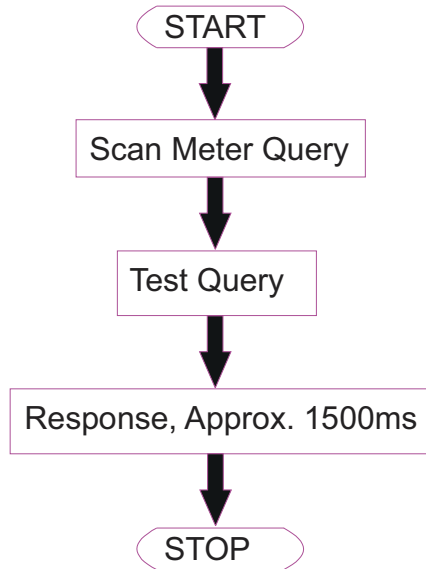 START
Scan Meter Query
Test Query
Response, Approx. 1500ms
STOP